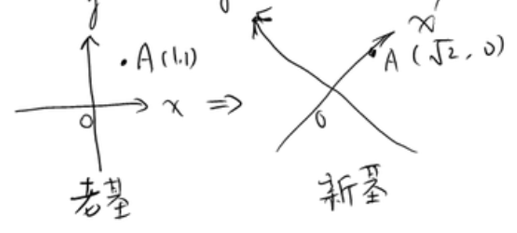 y
A(1,1)
x
O
⇒
老基
y
x'
A(√2,0)
O
新基